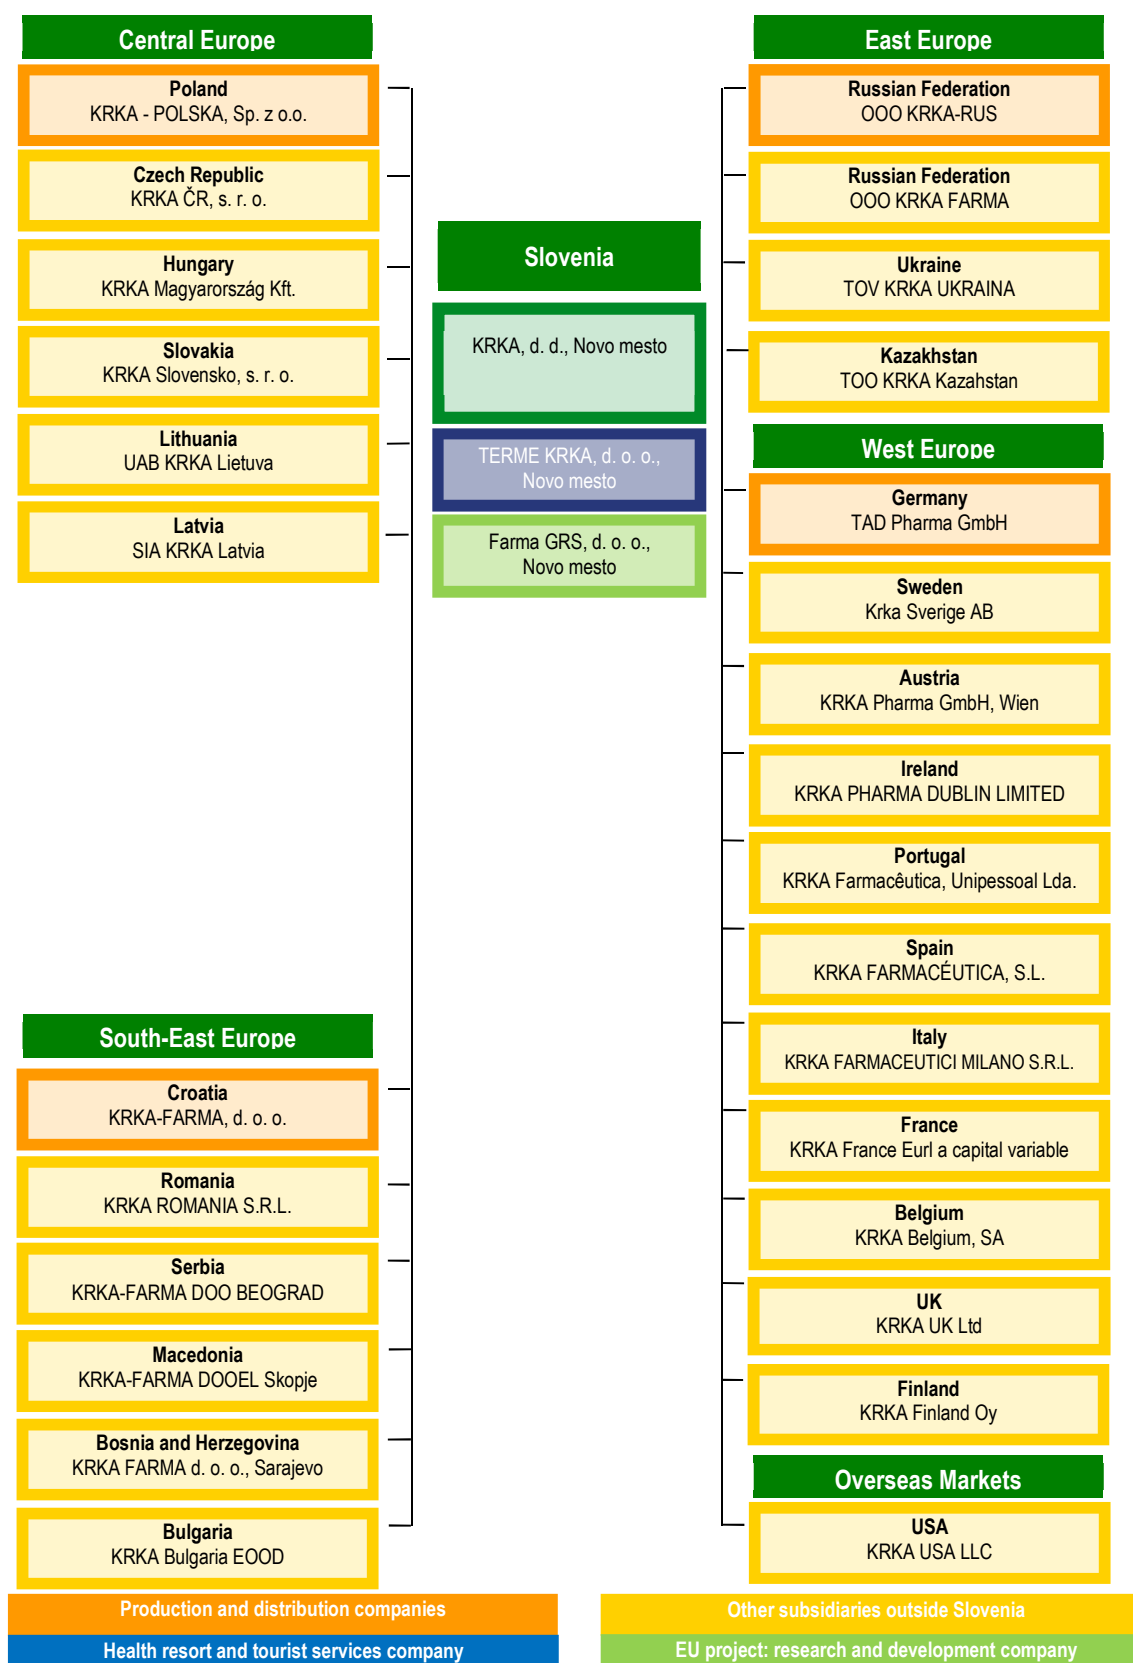 Central Europe
Poland
KRKA - POLSKA, Sp. z o.o.
Czech Republic
KRKA ČR, s. r. o.
Hungary
KRKA Magyarország Kft.
Slovakia
KRKA Slovensko, s. r. o.
Lithuania
UAB KRKA Lietuva
Latvia
SIA KRKA Latvia
South-East Europe
Croatia
KRKA-FARMA, d. o. o.
Romania
KRKA ROMANIA S.R.L.
Serbia
KRKA-FARMA DOO BEOGRAD
Macedonia
KRKA-FARMA DOOEL Skopje
Bosnia and Herzegovina
KRKA FARMA d. o. o., Sarajevo
Bulgaria
KRKA Bulgaria EOOD
Slovenia
KRKA, d. d., Novo mesto
TERME KRKA, d. o. o.,
Novo mesto
Farma GRS, d. o. o.,
Novo mesto
East Europe
Russian Federation
OOO KRKA-RUS
Russian Federation
OOO KRKA FARMA
Ukraine
TOV KRKA UKRAINA
Kazakhstan
TOO KRKA Kazahstan
West Europe
Germany
TAD Pharma GmbH
Sweden
Krka Sverige AB
Austria
KRKA Pharma GmbH, Wien
Ireland
KRKA PHARMA DUBLIN LIMITED
Portugal
KRKA Farmacêutica, Unipessoal Lda.
Spain
KRKA FARMACÉUTICA, S.L.
Italy
KRKA FARMACEUTICI MILANO S.R.L.
France
KRKA France Eurl a capital variable
Belgium
KRKA Belgium, SA
UK
KRKA UK Ltd
Finland
KRKA Finland Oy
Overseas Markets
USA
KRKA USA LLC
Production and distribution companies
Other subsidiaries outside Slovenia
Health resort and tourist services company
EU project: research and development company